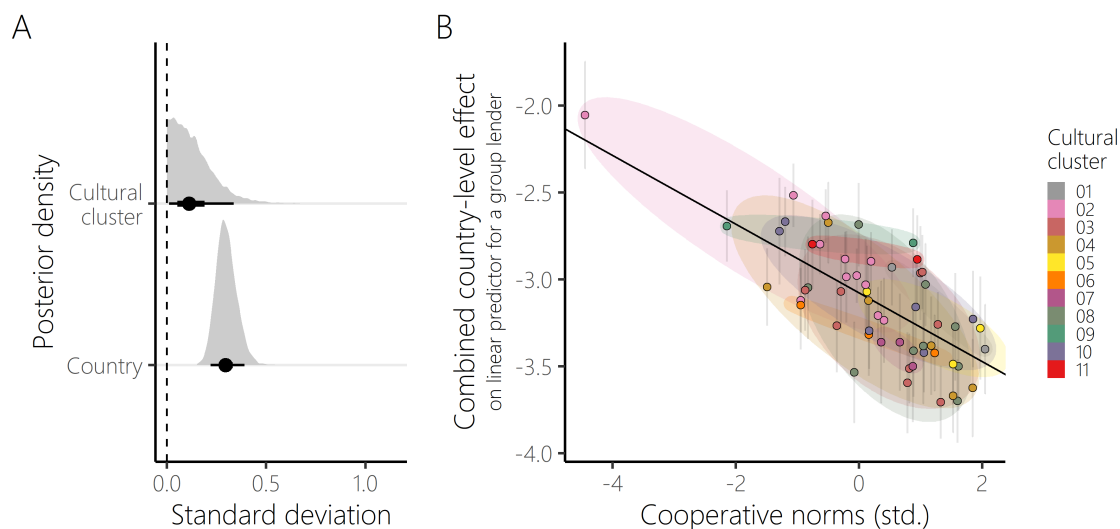 A
Posterior density
Cultural
cluster
Country
0.0
0.5
1.0
Standard deviation
B
Combined country-level effect
on linear predictor for a group lender
-2.0
-2.5
-3.0
-3.5
-4.0
-4
-2
0
2
Cooperative norms (std.)
Cultural
cluster
01
02
03
04
05
06
07
08
09
10
11